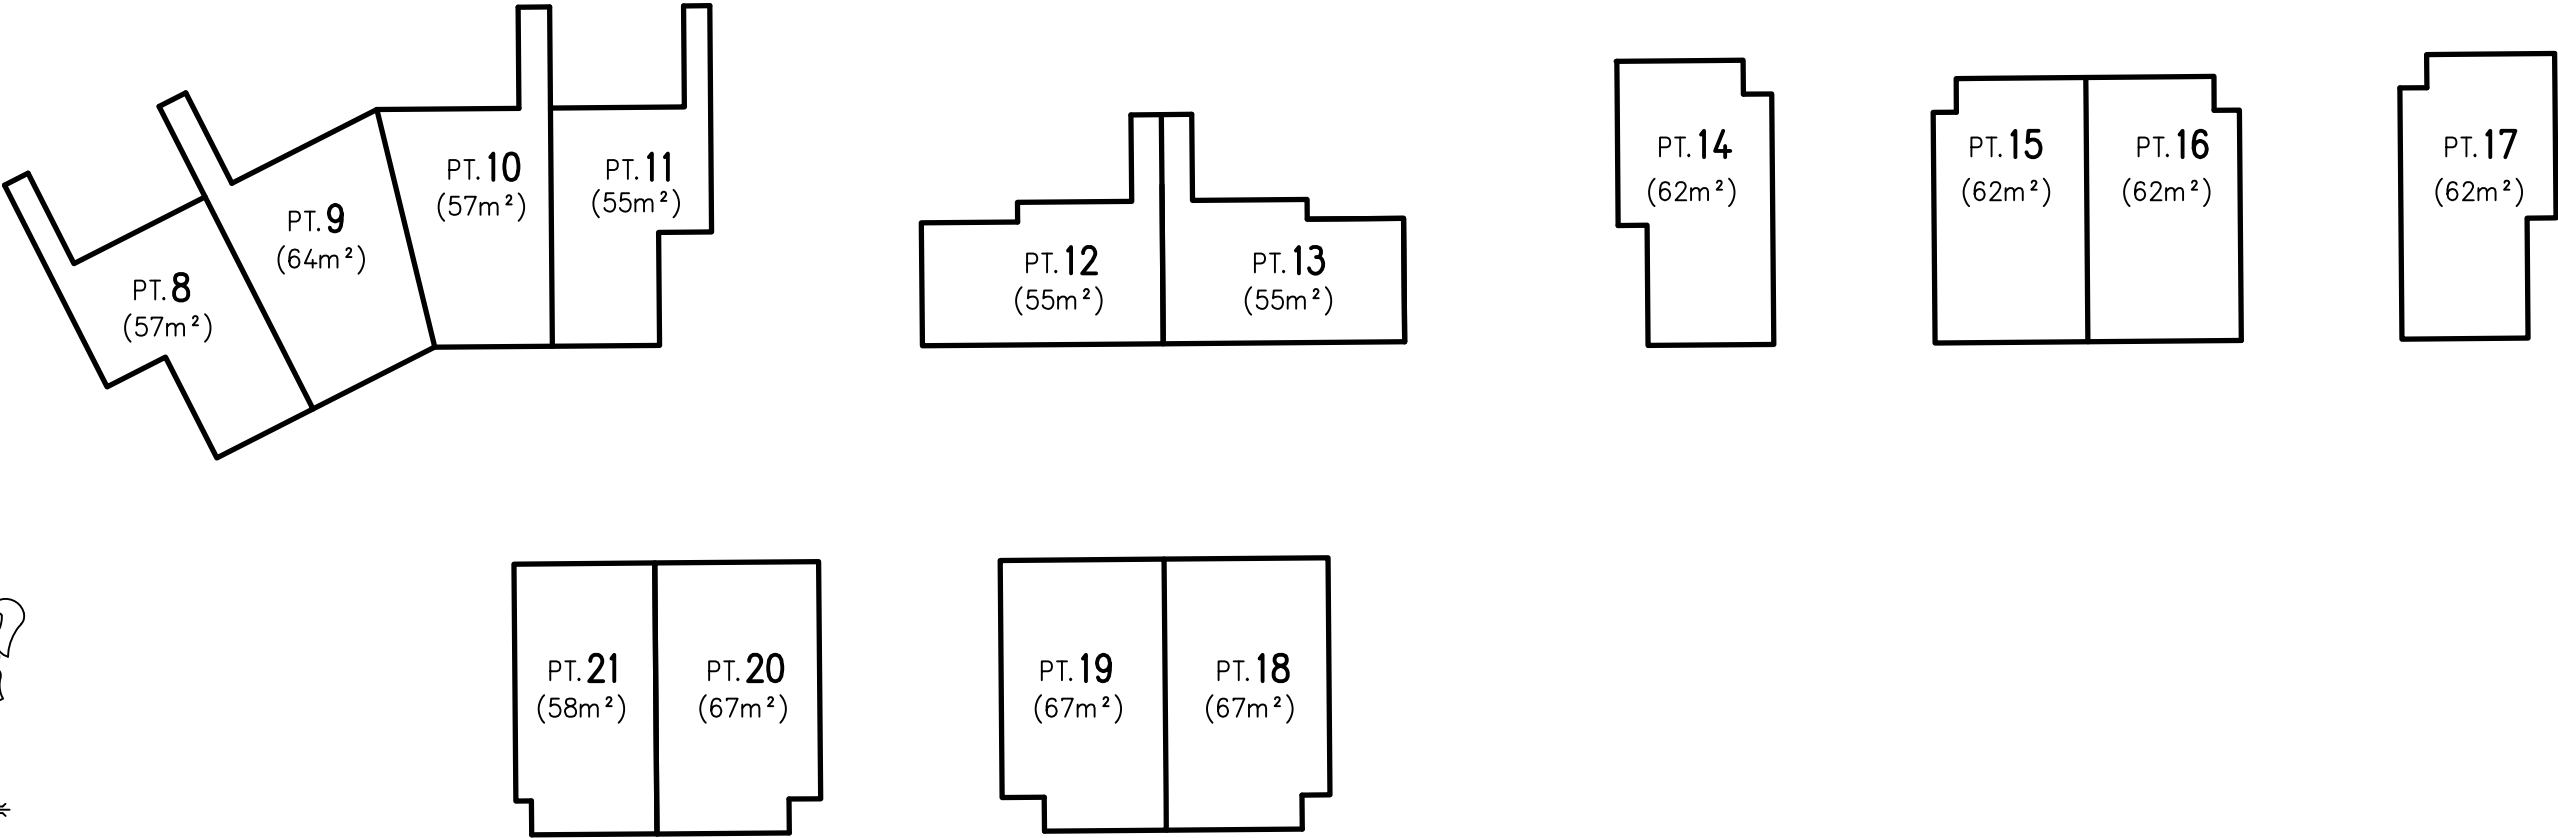 PT.8
(57m²)
PT.9
(64m²)
PT.10
(57m²)
PT.11
(55m²)
PT.12
(55m²)
PT.13
(55m²)
PT.14
(62m²)
PT.15
(62m²)
PT.16
(62m²)
PT.17
(62m²)
PT.21
(58m²)
PT.20
(67m²)
PT.19
(67m²)
PT.18
(67m²)